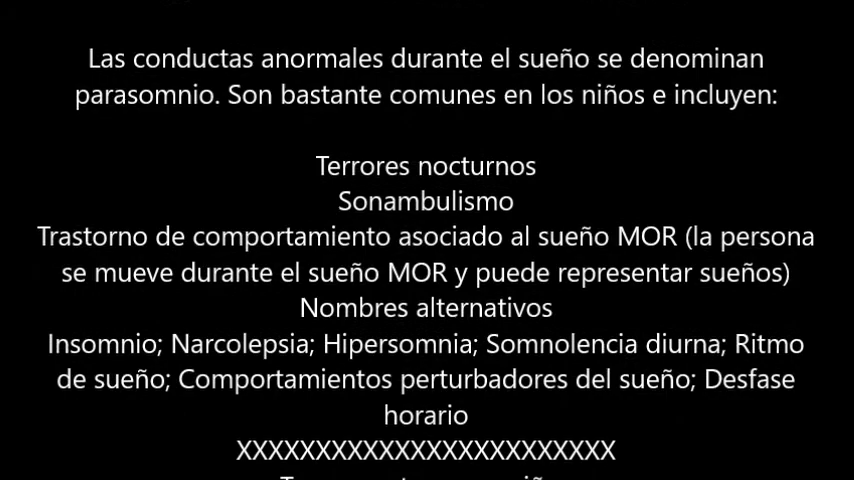 Las conductas anormales durante el sueño se denominan
parasomnio. Son bastante comunes en los niños e incluyen:
Terrores nocturnos
Sonambulismo
Trastorno de comportamiento asociado al sueño MOR (la persona
se mueve durante el sueño MOR y puede representar sueños)
Nombres alternativos
Insomnio; Narcolepsia; Hipersomnia; Somnolencia diurna; Ritmo
de sueño; Comportamientos perturbadores del sueño; Desfase
horario
XXXXXXXXXXXXXXXXXXXXXXXX